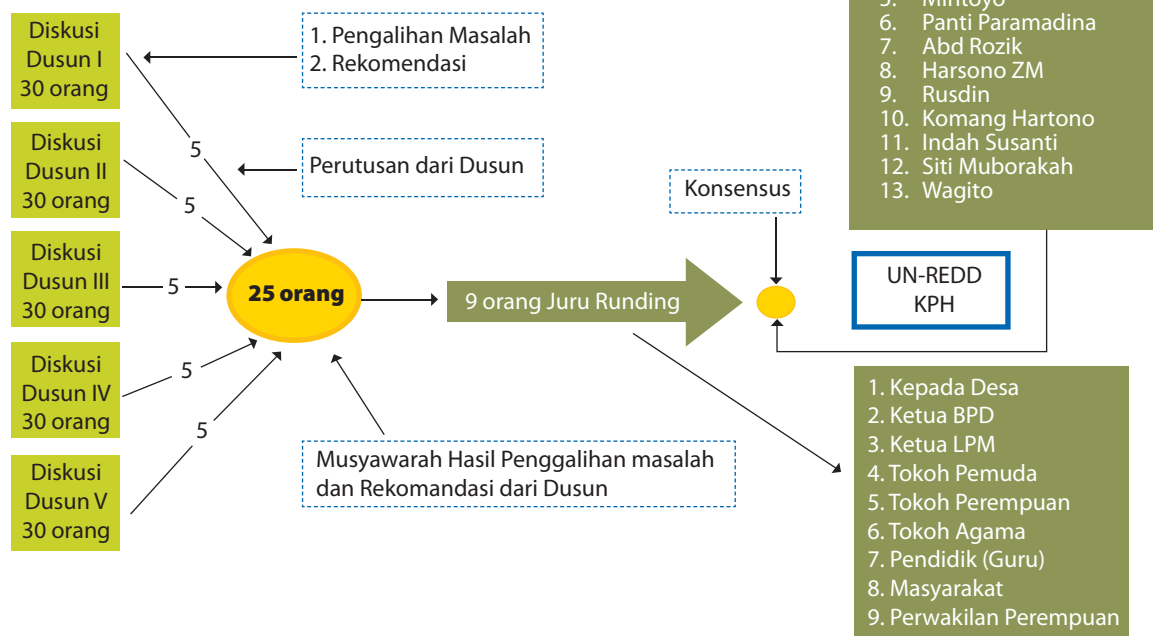 Diskusi
Dusun I
30 orang
1. Pengalihan Masalah
2. Rekomendasi
5
Diskusi
Dusun II
30 orang
5
Perutusan dari Dusun
Diskusi
Dusun III
30 orang
5
25 orang
9 orang Juru Runding
Konsensus
UN-REDD
KPH
Diskusi
Dusun IV
30 orang
5
Diskusi
Dusun V
30 orang
5
Musyawarah Hasil Penggalihan masalah
dan Rekomandasi dari Dusun
5. Mintoyo
6. Panti Paramadina
7. Abd Rozik
8. Harsono ZM
9. Rusdin
10. Komang Hartono
11. Indah Susanti
12. Siti Muborakah
13. Wagito
1. Kepada Desa
2. Ketua BPD
3. Ketua LPM
4. Tokoh Pemuda
5. Tokoh Perempuan
6. Tokoh Agama
7. Pendidik (Guru)
8. Masyarakat
9. Perwakilan Perempuan